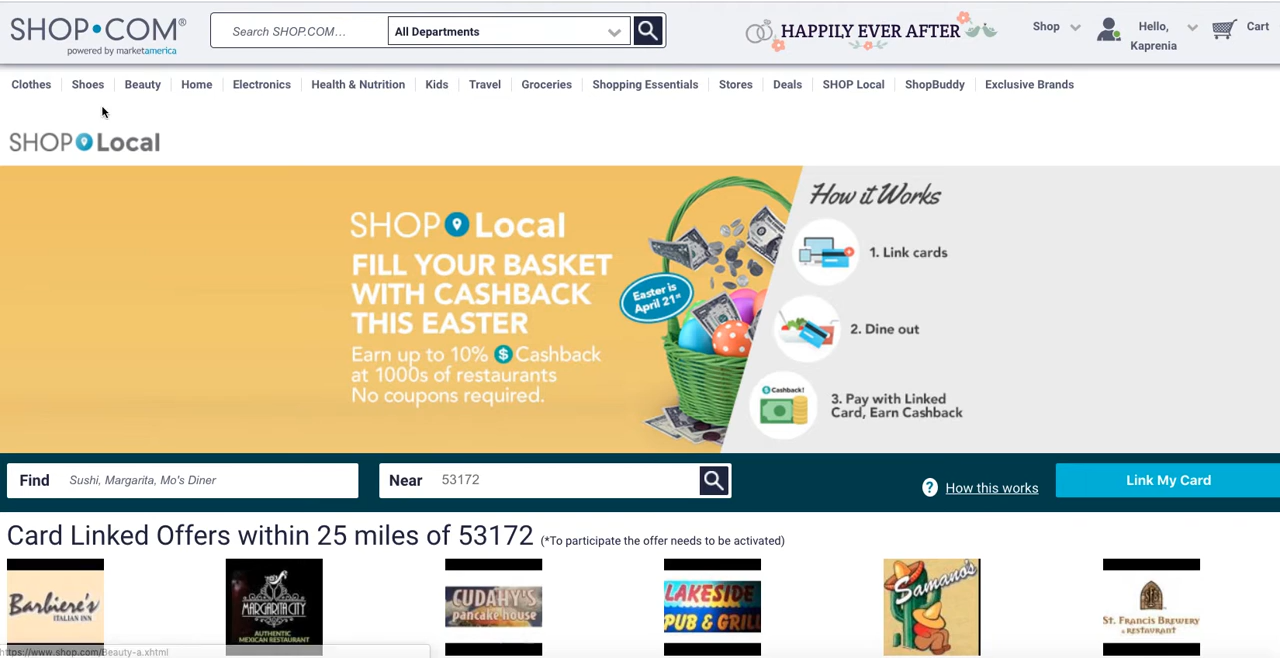 SHOP•COM®
powered by marketamerica
Search SHOP.COM...
All Departments
HAPPILY EVER AFTER
Shop
Hello,
Kaprenia
Cart
Clothes Shoes Beauty Home Electronics Health & Nutrition Kids Travel Groceries Shopping Essentials Stores Deals SHOP Local ShopBuddy Exclusive Brands
SHOP Local
SHOP Local
FILL YOUR BASKET
WITH CASHBACK
THIS EASTER
Earn up to 10% $ Cashback
at 1000s of restaurants
No coupons required.
Easter is
April 21st
How it Works
1. Link cards
2. Dine out
$ Cashback!
3. Pay with Linked
Card, Earn Cashback
Find Sushi, Margarita, Mo's Diner
Near 53172
? How this works
Link My Card
Card Linked Offers within 25 miles of 53172 (*To participate the offer needs to be activated)
Barbiere's
ITALIAN INN
MARGARITA CITY
AUTHENTIC
MEXICAN RESTAURANT
CUDAHY'S
pancake house
LAKESIDE
PUB & GRILL
Samano's
ST. FRANCIS BREWERY
& RESTAURANT
https://www.shop.com/Beauty-a.xhtml